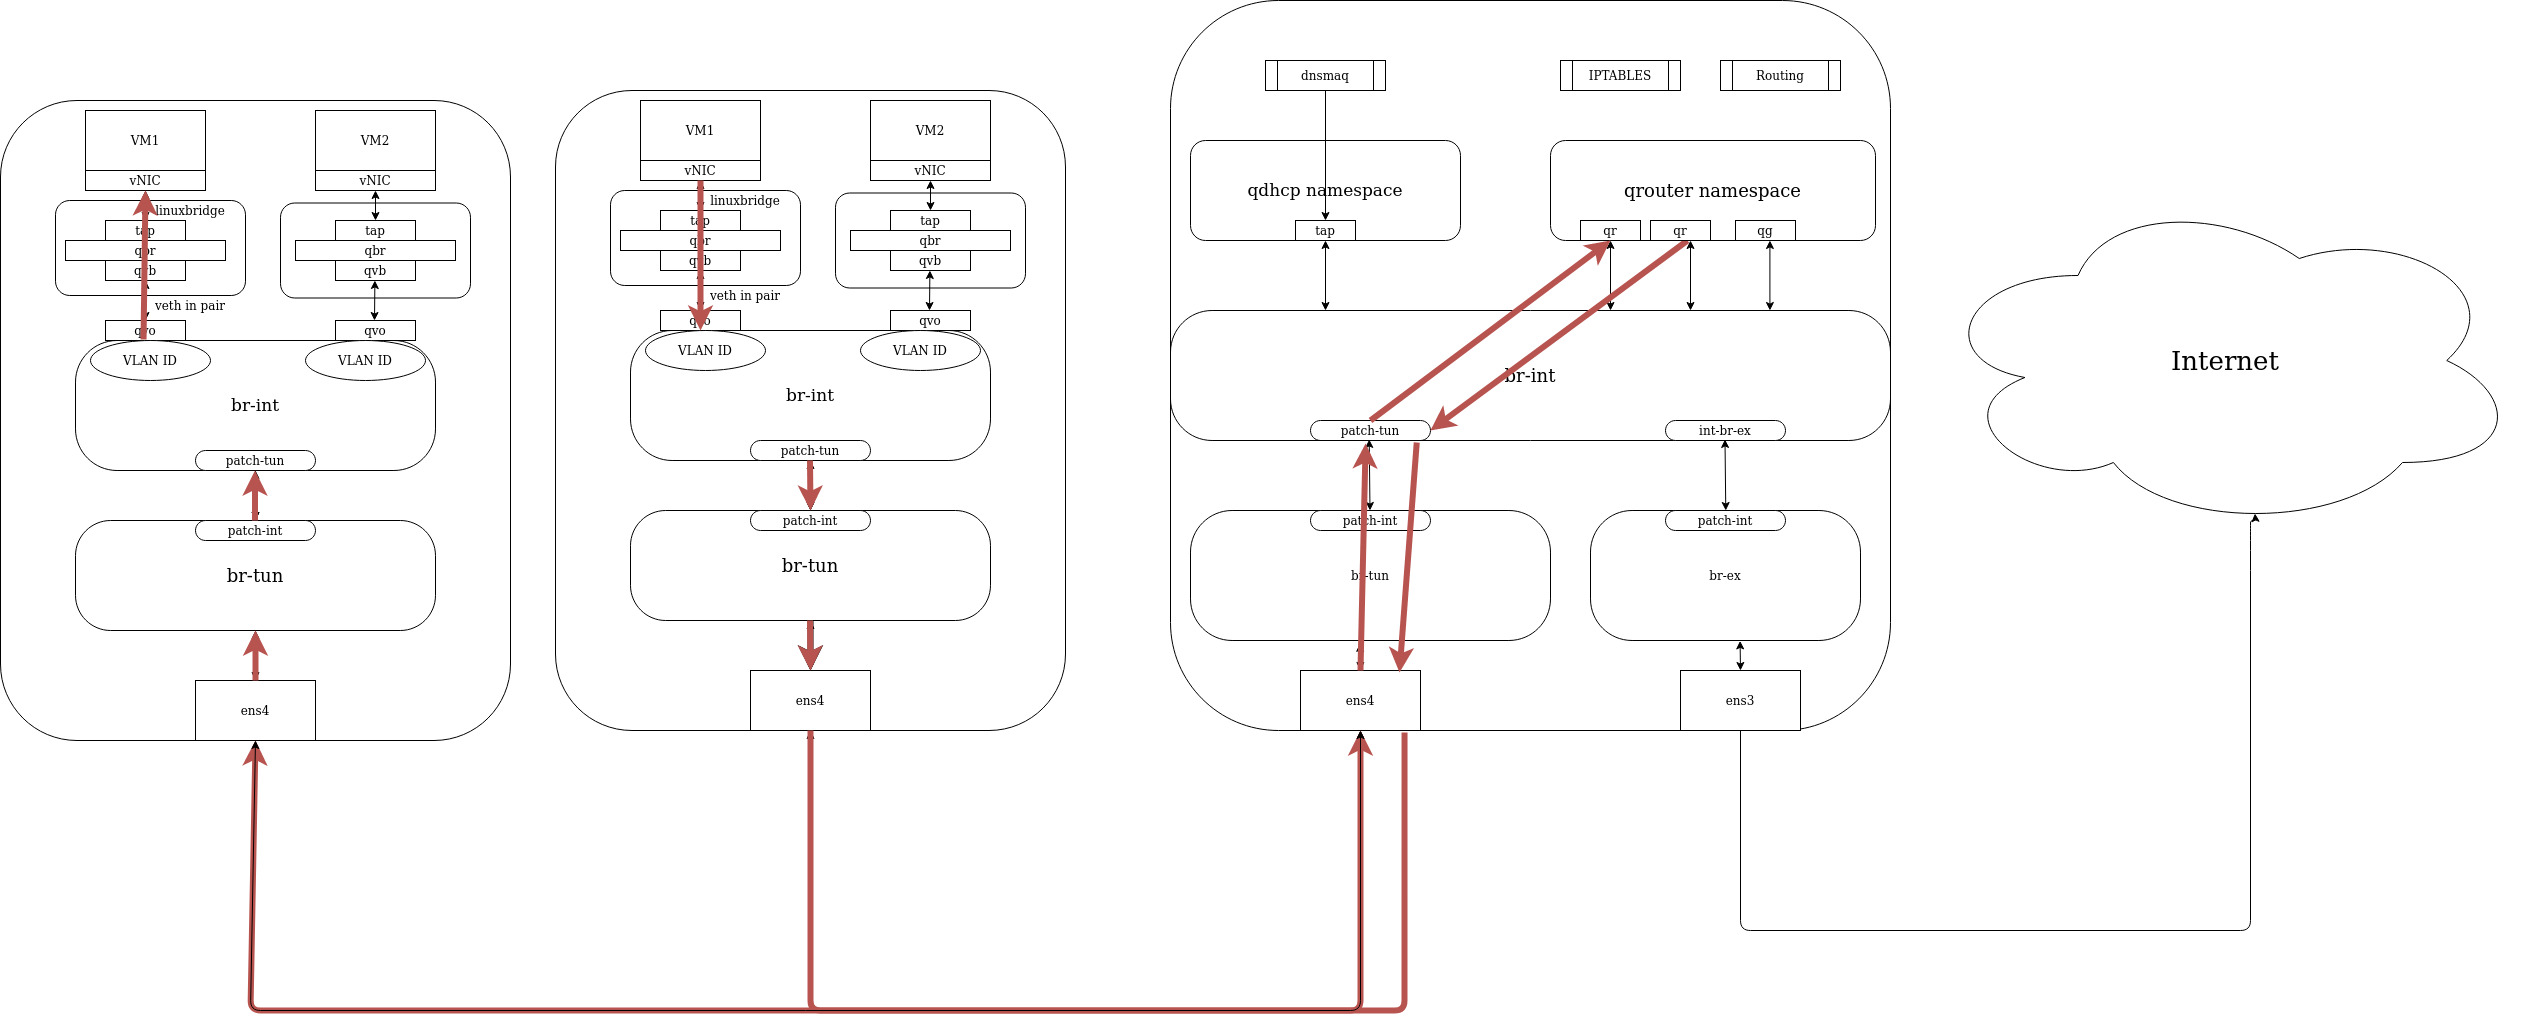 VM1
vNIC
linuxbridge
tap
qbr
qvb
veth in pair
qvo
VLAN ID
VM2
vNIC
tap
qbr
qvb
qvo
VLAN ID
br-int
patch-tun
patch-int
br-tun
ens4
VM1
vNIC
linuxbridge
tap
qbr
qvb
veth in pair
qvo
VLAN ID
VM2
vNIC
tap
qbr
qvb
qvo
VLAN ID
br-int
patch-tun
patch-int
br-tun
ens4
dnsmaq
IPTABLES
Routing
qdhcp namespace
tap
qrouter namespace
qr
qr
qg
br-int
patch-tun
int-br-ex
patch-int
br-tun
patch-int
br-ex
ens4
ens3
Internet